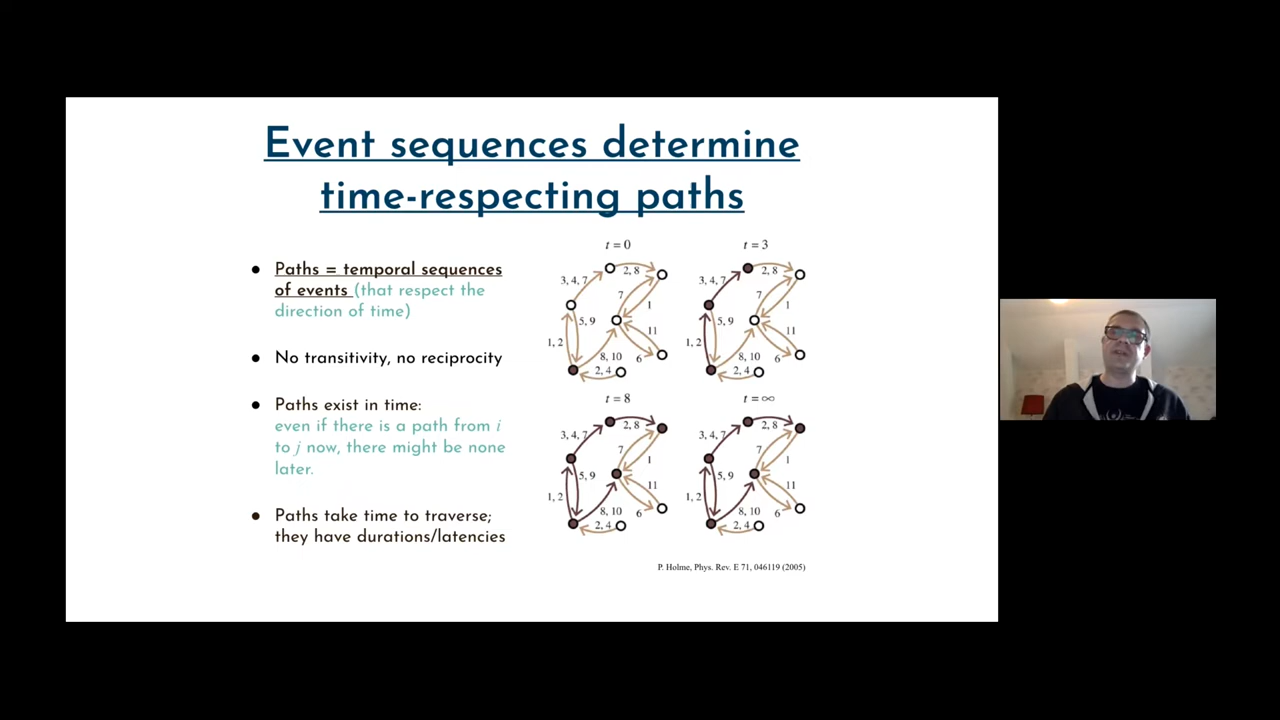 Event sequences determine
time-respecting paths
● Paths = temporal sequences
of events (that respect the
direction of time)
● No transitivity, no reciprocity
● Paths exist in time:
even if there is a path from i
to j now, there might be none
later.
● Paths take time to traverse;
they have durations/latencies
t = 0
3, 4, 7
2, 8
7
1
5, 9
11
1, 2
8, 10
6
2, 4
t = 3
3, 4, 7
2, 8
7
1
5, 9
11
1, 2
8, 10
6
2, 4
t = 8
3, 4, 7
2, 8
7
1
5, 9
11
1, 2
8, 10
6
2, 4
t = ∞
3, 4, 7
2, 8
7
1
5, 9
11
1, 2
8, 10
6
2, 4
P. Holme, Phys. Rev. E 71, 046119 (2005)